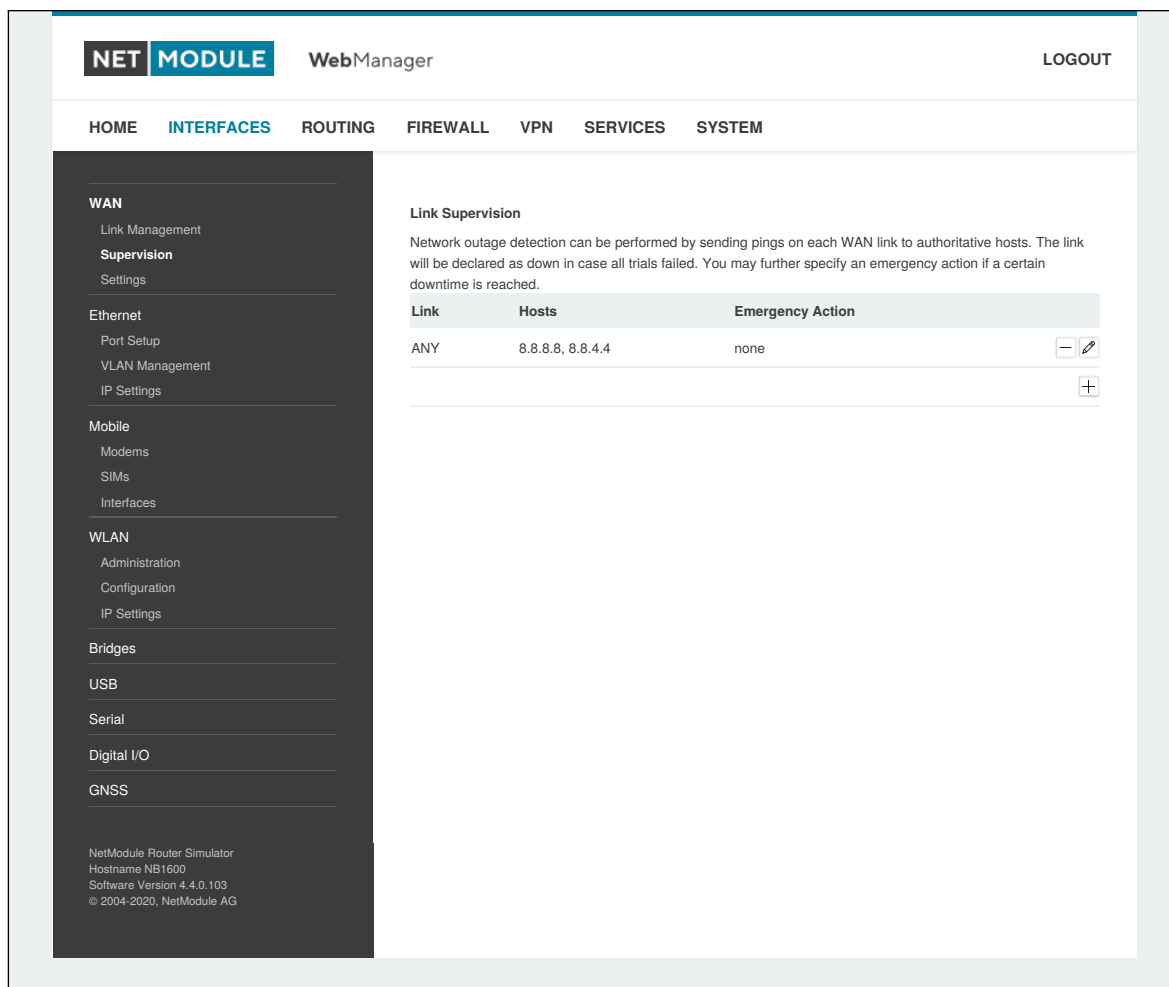 NET MODULE WebManager LOGOUT
HOME INTERFACES ROUTING FIREWALL VPN SERVICES SYSTEM
WAN
Link Management
Supervision
Settings
Ethernet
Port Setup
VLAN Management
IP Settings
Mobile
Modems
SIMs
Interfaces
WLAN
Administration
Configuration
IP Settings
Bridges
USB
Serial
Digital I/O
GNSS
NetModule Router Simulator
Hostname NB1600
Software Version 4.4.0.103
© 2004-2020, NetModule AG
Link Supervision
Network outage detection can be performed by sending pings on each WAN link to authoritative hosts. The link
will be declared as down in case all trials failed. You may further specify an emergency action if a certain
downtime is reached.
Link Hosts Emergency Action
ANY 8.8.8.8, 8.8.4.4 none